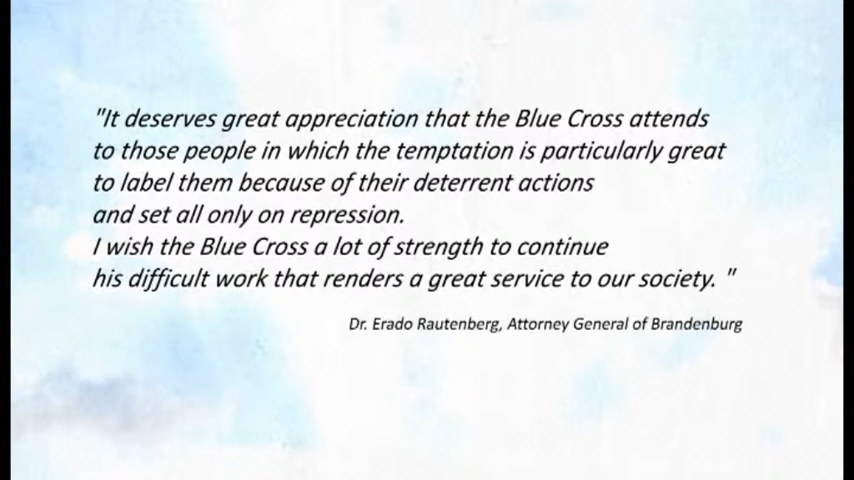 "It deserves great appreciation that the Blue Cross attends
to those people in which the temptation is particularly great
to label them because of their deterrent actions
and set all only on repression.
I wish the Blue Cross a lot of strength to continue
his difficult work that renders a great service to our society. "
Dr. Erado Rautenberg, Attorney General of Brandenburg